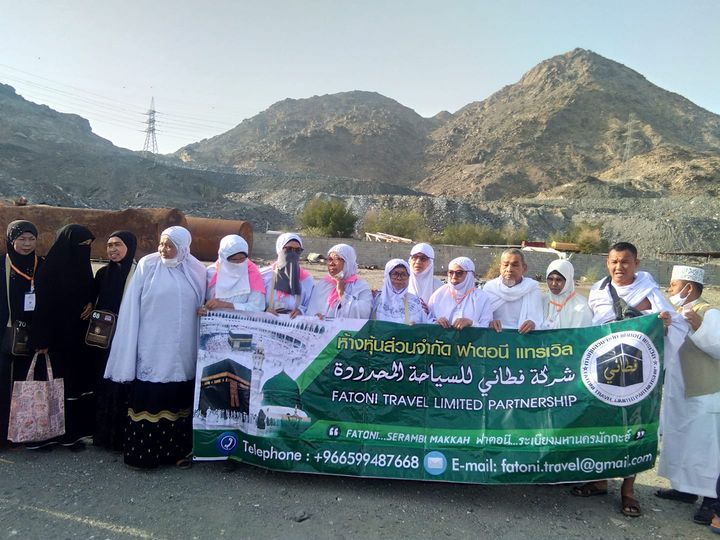 ห้างหุ้นส่วนจำกัด ฟาตอนี แทรเวิล
شركة فطاني للسياحة المحدودة
FATONI TRAVEL LIMITED PARTNERSHIP
“ FATONI...SERAMBI MAKKAH ฟาตอนี...ระเบียงมหานครมักกะฮ์ ”
Telephone : +966599487668 E-mail: fatoni.travel@gmail.com
فطاني
70
68